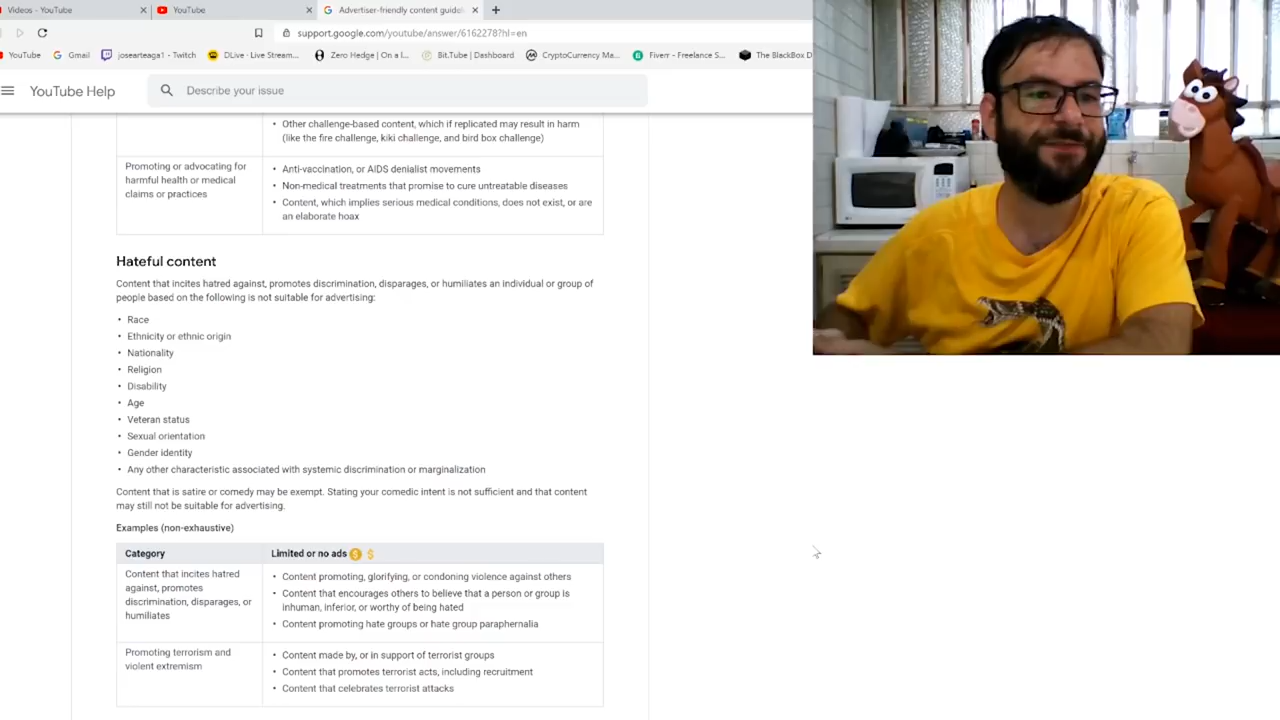 Videos - YouTube
YouTube
Advertiser-friendly content guidel
support.google.com/youtube/answer/6162278?hl=en
YouTube
Gmail
josearteaga1 - Twitch
DLive · Live Stream...
Zero Hedge | On a l...
Bit.Tube | Dashboard
CryptoCurrency Ma...
Fiverr – Freelance S...
The BlackBox D
YouTube Help
Describe your issue
• Other challenge-based content, which if replicated may result in harm
(like the fire challenge, kiki challenge, and bird box challenge)
Promoting or advocating for
harmful health or medical
claims or practices
• Anti-vaccination, or AIDS denialist movements
• Non-medical treatments that promise to cure untreatable diseases
• Content, which implies serious medical conditions, does not exist, or are
an elaborate hoax
Hateful content
Content that incites hatred against, promotes discrimination, disparages, or humiliates an individual or group of
people based on the following is not suitable for advertising:
• Race
• Ethnicity or ethnic origin
• Nationality
• Religion
• Disability
• Age
• Veteran status
• Sexual orientation
• Gender identity
• Any other characteristic associated with systemic discrimination or marginalization
Content that is satire or comedy may be exempt. Stating your comedic intent is not sufficient and that content
may still not be suitable for advertising.
Examples (non-exhaustive)
Category
Limited or no ads
Content that incites hatred
against, promotes
discrimination, disparages, or
humiliates
• Content promoting, glorifying, or condoning violence against others
• Content that encourages others to believe that a person or group is
inhuman, inferior, or worthy of being hated
• Content promoting hate groups or hate group paraphernalia
Promoting terrorism and
violent extremism
• Content made by, or in support of terrorist groups
• Content that promotes terrorist acts, including recruitment
• Content that celebrates terrorist attacks